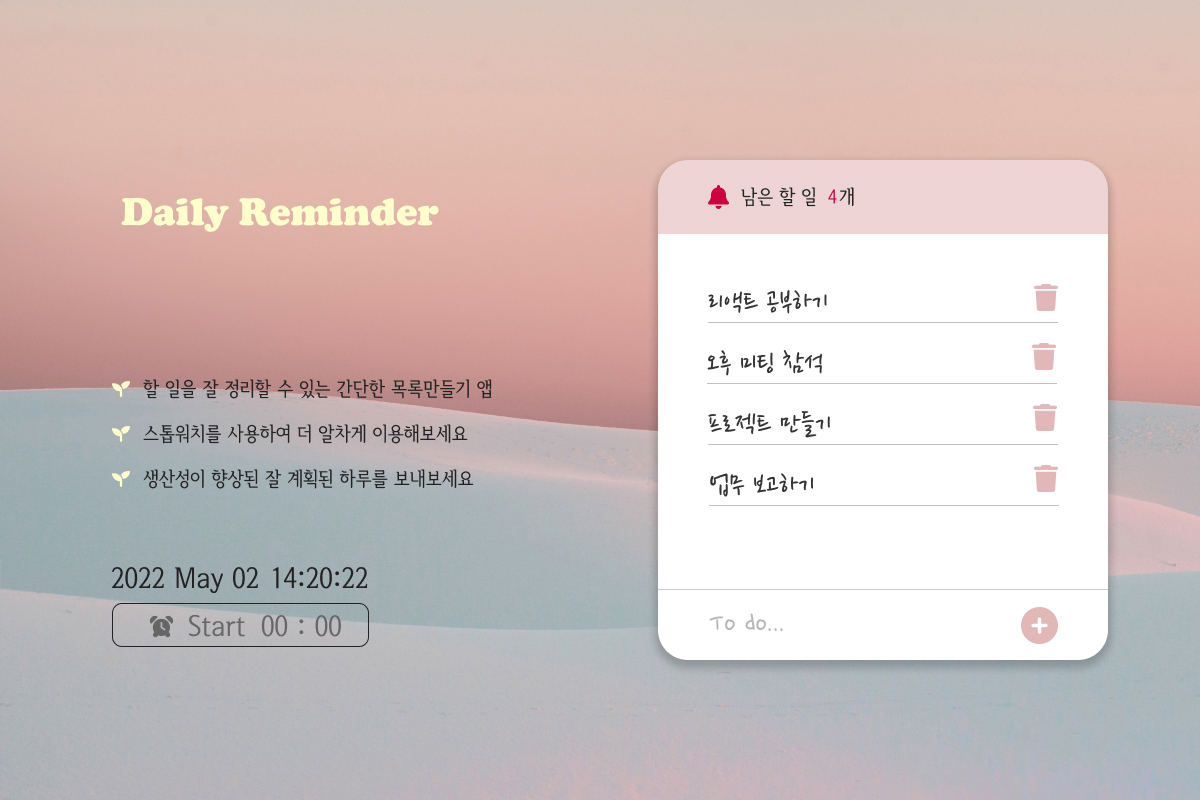 Daily Reminder
할 일을 잘 정리할 수 있는 간단한 목록만들기 앱
스톱워치를 사용하여 더 알차게 이용해보세요
생산성이 향상된 잘 계획된 하루를 보내보세요
2022 May 02 14:20:22
Start 00 : 00
남은 할 일 4개
리액트 공부하기
오후 미팅 참석
프로젝트 만들기
업무 보고하기
To do...